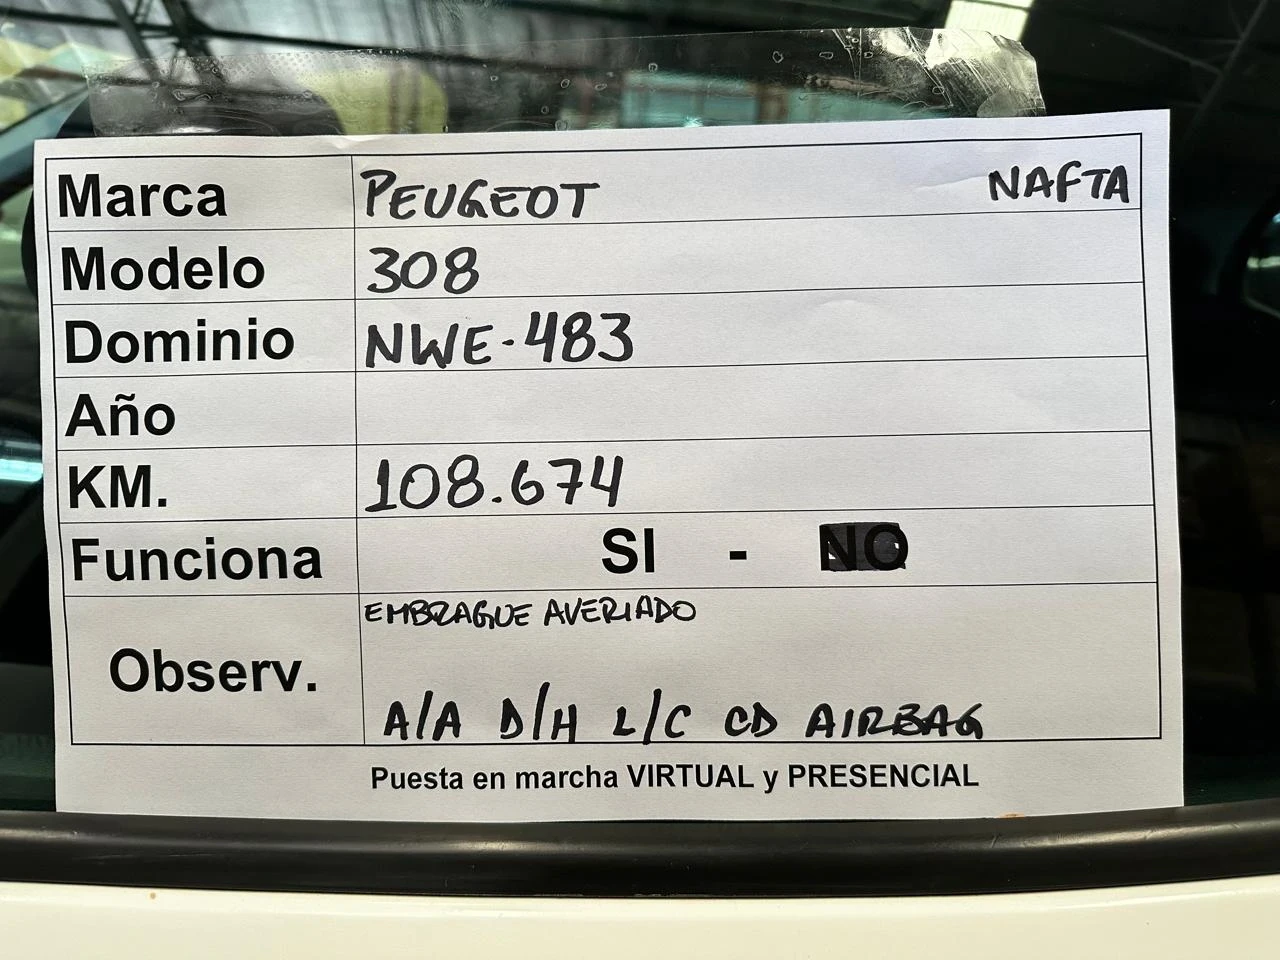 Marca PEUGEOT NAFTA
Modelo 308
Dominio NWE-483
Año
KM. 108.674
Funciona SI - NO
Observ. EMBRAGUE AVERIADO
A/A D/H L/C CD AIRBAG
Puesta en marcha VIRTUAL y PRESENCIAL